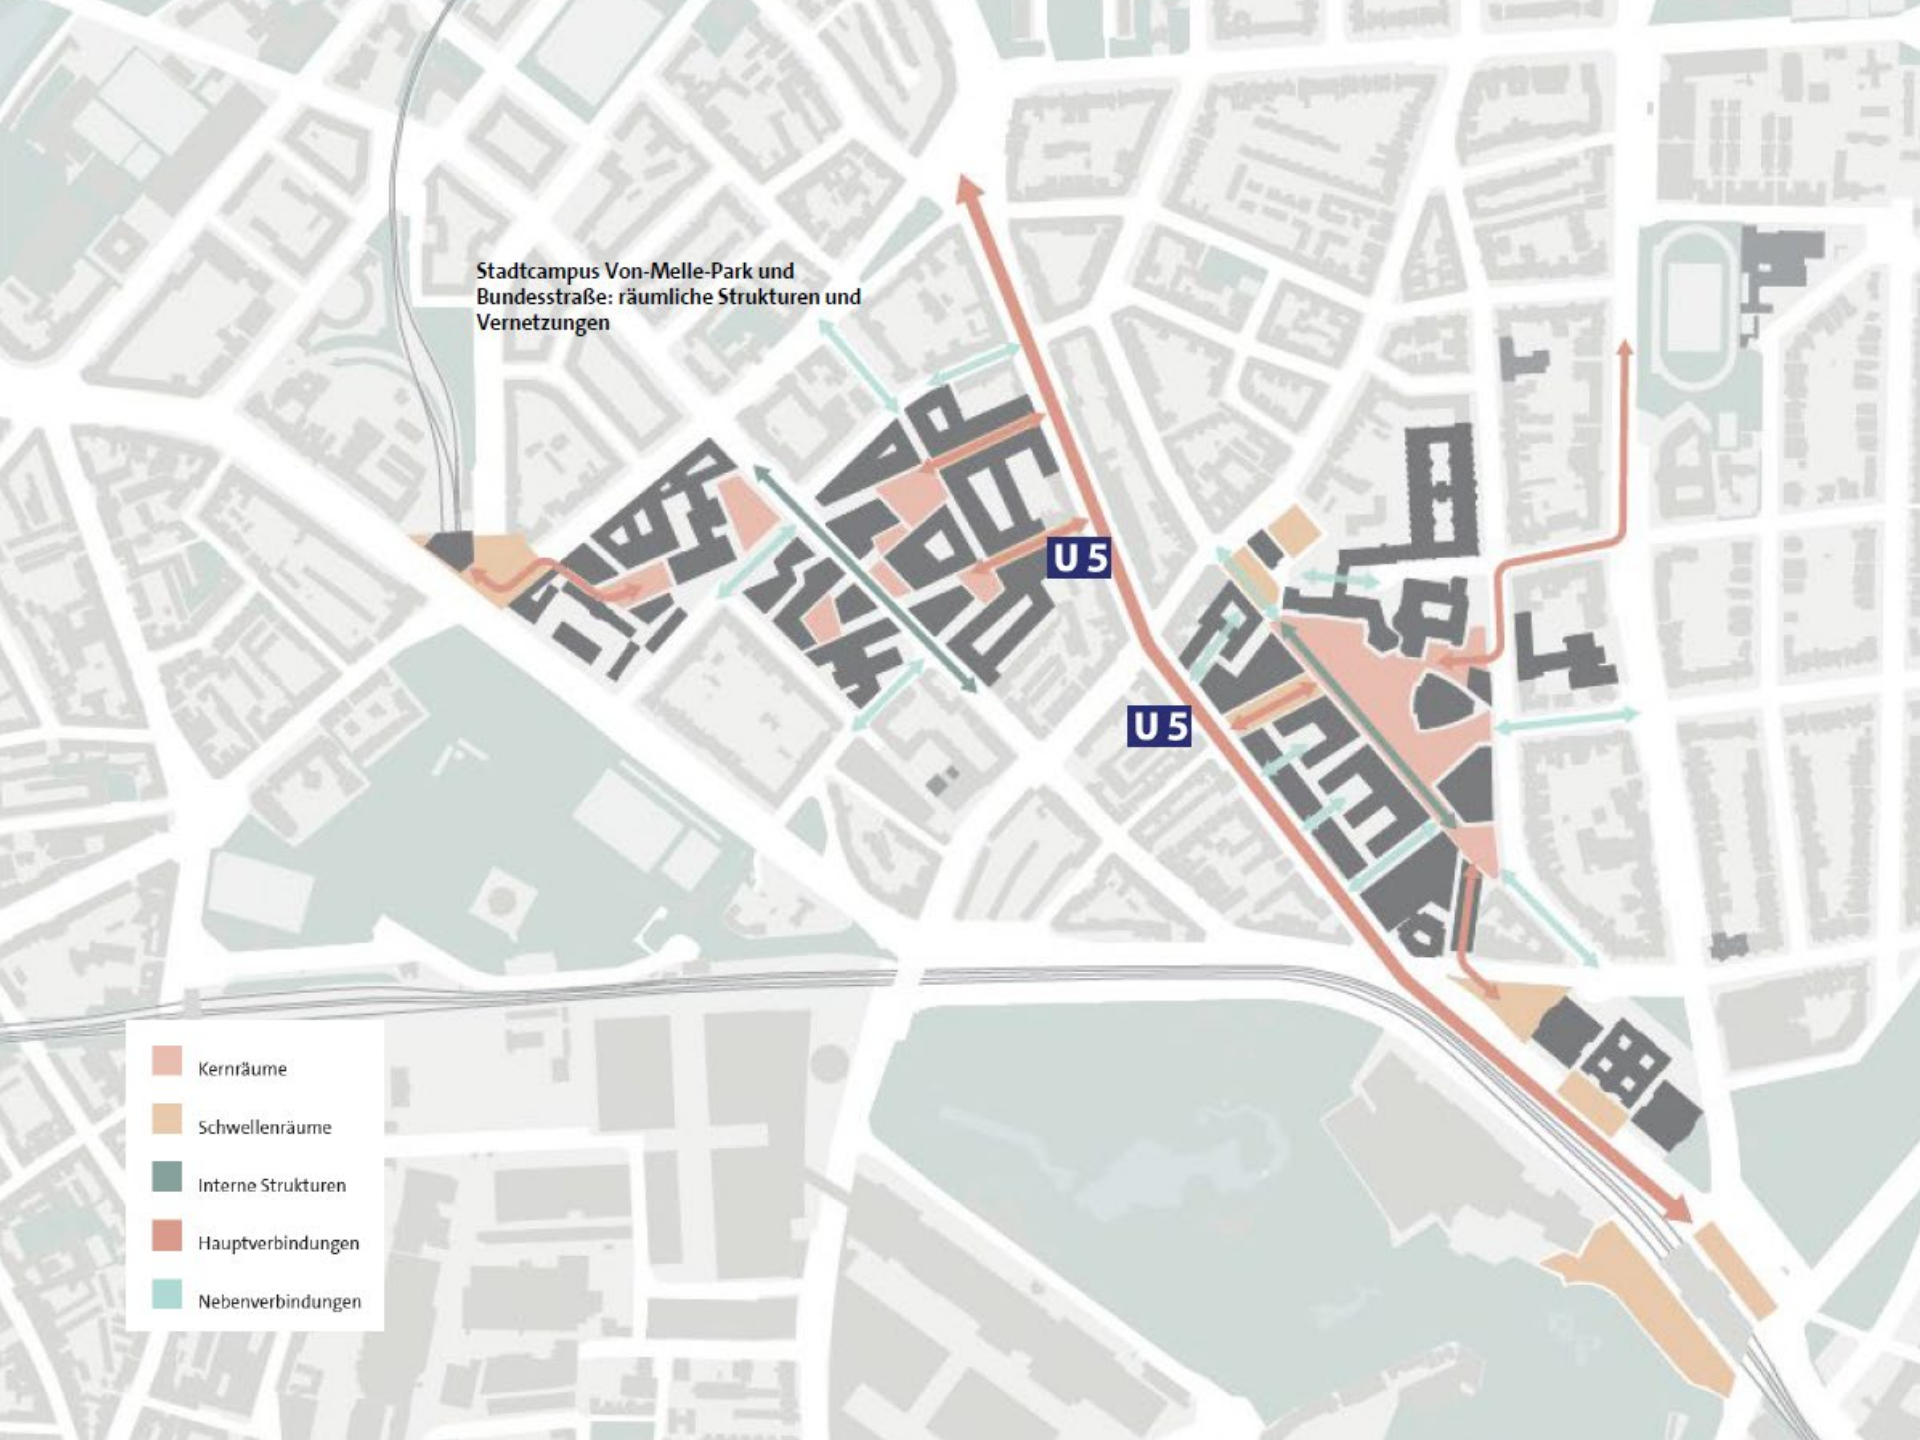 Stadtcampus Von-Melle-Park und
Bundesstraße: räumliche Strukturen und
Vernetzungen
U 5
U 5
Kernräume
Schwellenräume
Interne Strukturen
Hauptverbindungen
Nebenverbindungen